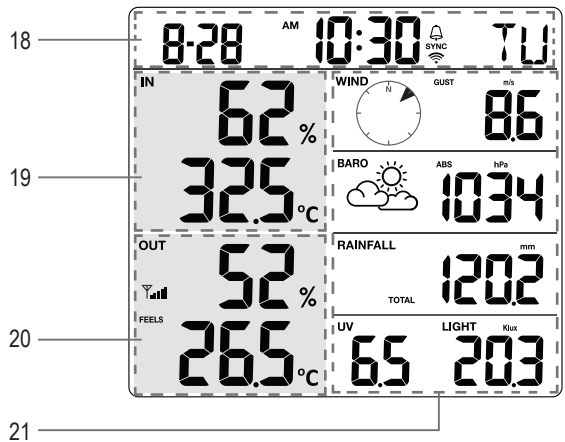 18
8-28 AM 10:30 SYNC TU
IN
62 %
19
32.5 °C
WIND N GUST m/s
8.6
BARO ABS hPa
1034
OUT
52 %
FEELS
20
26.5 °C
RAINFALL mm
TOTAL 120.2
UV LIGHT Klux
6.5 20.3
21